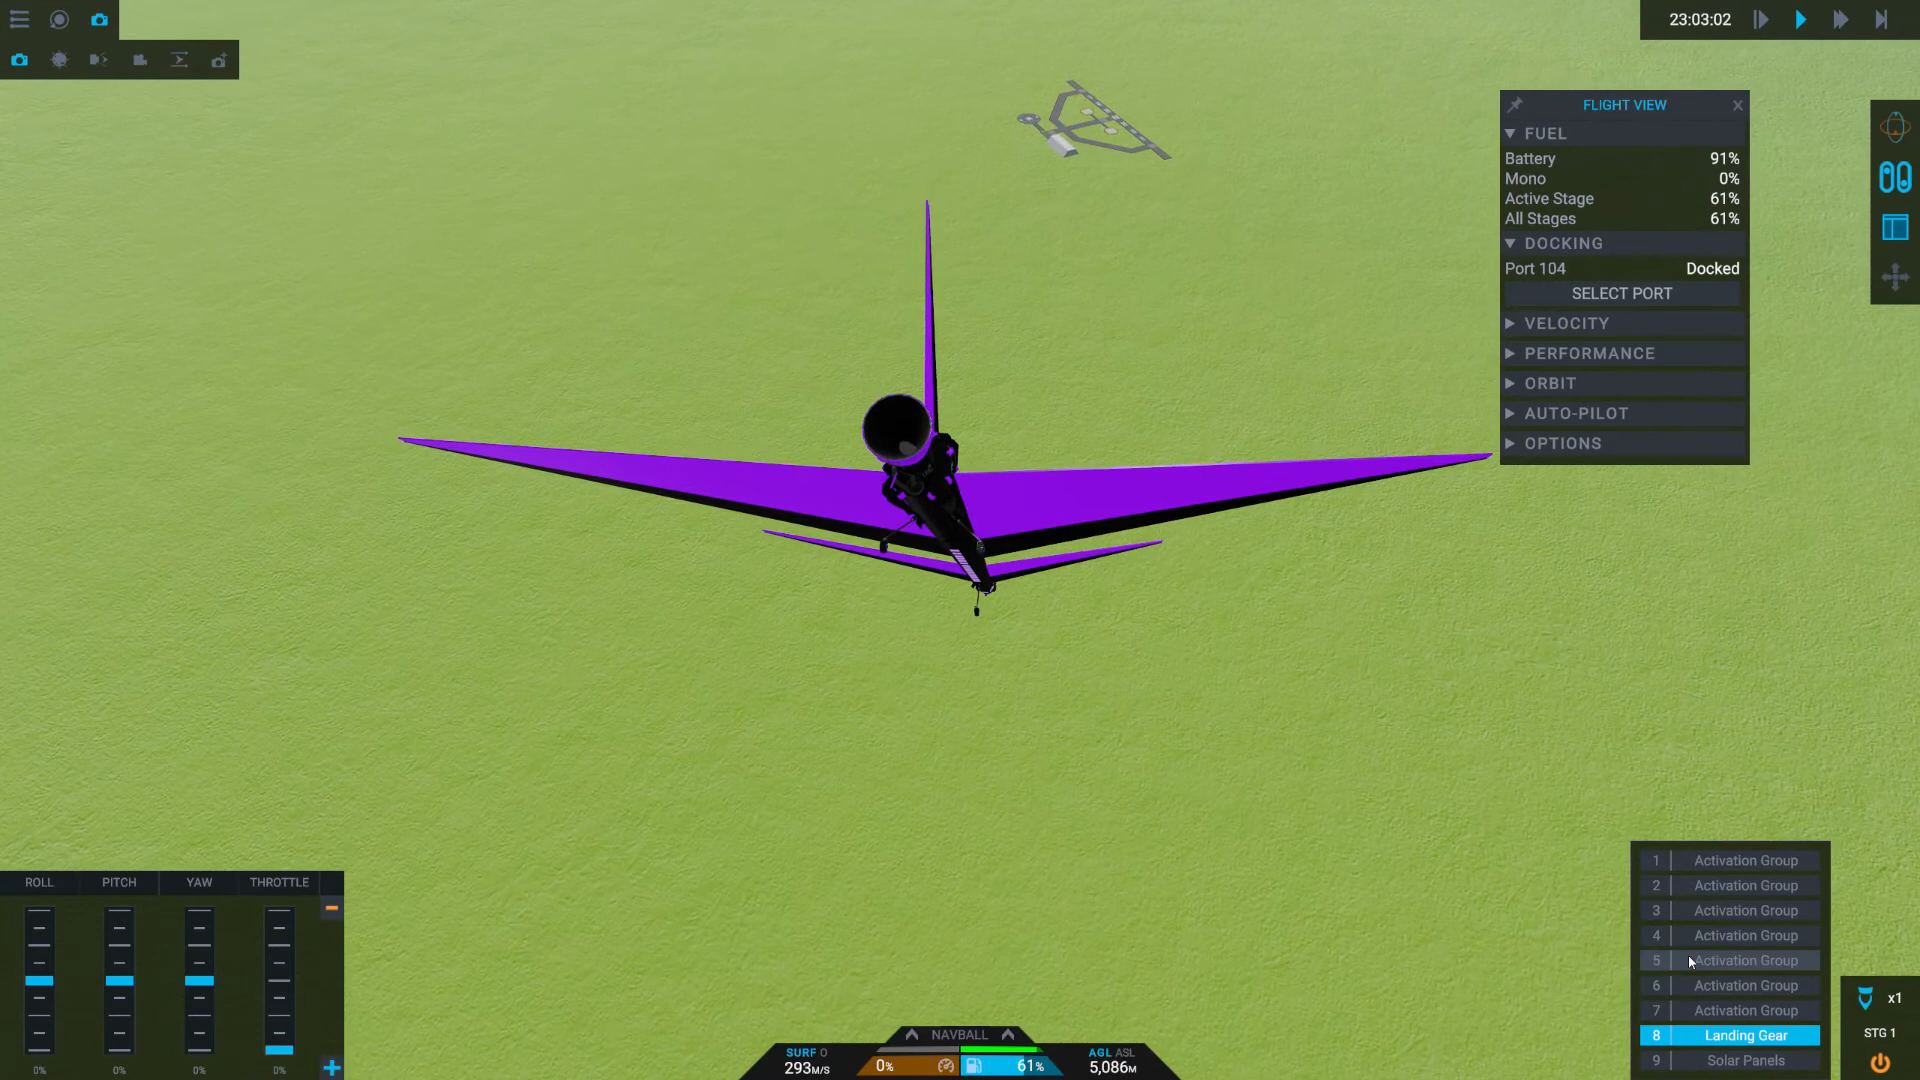 23:03:02
FLIGHT VIEW
FUEL
Battery 91%
Mono 0%
Active Stage 61%
All Stages 61%
DOCKING
Port 104 Docked
SELECT PORT
VELOCITY
PERFORMANCE
ORBIT
AUTO-PILOT
OPTIONS
ROLL PITCH YAW THROTTLE
0% 0% 0% 0%
NAVBALL
SURF O
293M/S
0%
61%
AGL ASL
5,086M
1 Activation Group
2 Activation Group
3 Activation Group
4 Activation Group
5 Activation Group
6 Activation Group
7 Activation Group
8 Landing Gear
9 Solar Panels
x1
STG 1